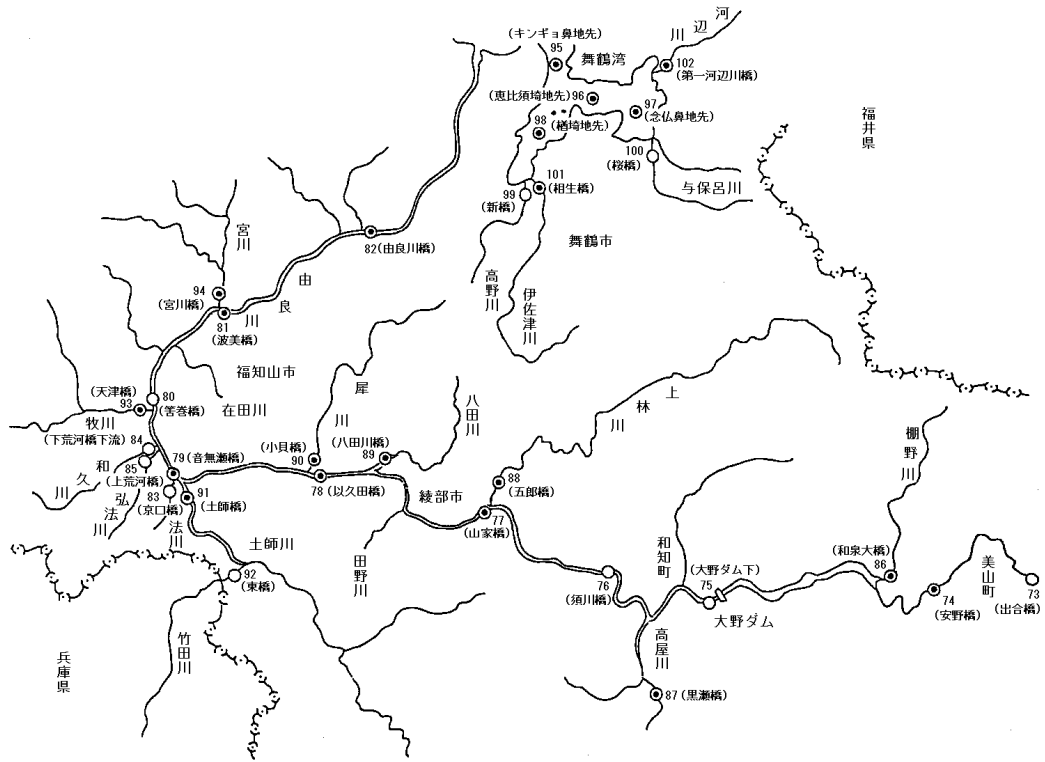 河辺川
(キンギョ鼻地先)
95
舞鶴湾
102
(第一河辺川橋)
(恵比須埼地先)
96
97
(念仏鼻地先)
98
(楢埼地先)
福井県
100
(桜橋)
101
(相生橋)
99
(新橋)
与保呂川
舞鶴市
高野川
伊佐津川
宮川
82(由良川橋)
94
(宮川橋)
81
(波美橋)
由良川
福知山市
在田川
(天津橋)
93
80
(筈巻橋)
牧川
(下荒河橋下流)
84
85
(上荒河橋)
和久川
弘法川
79(音無瀬橋)
83
(京口橋)
91
(土師橋)
法川
犀川
(小貝橋)
90
(八田川橋)
89
八田川
78(以久田橋)
綾部市
上林川
88
(五郎橋)
77
(山家橋)
田野川
土師川
92
(東橋)
竹田川
兵庫県
76
(須川橋)
和知町
(大野ダム下)
75
大野ダム
高屋川
87(黒瀬橋)
棚野川
(和泉大橋)
86
74
(安野橋)
美山町
73
(出合橋)